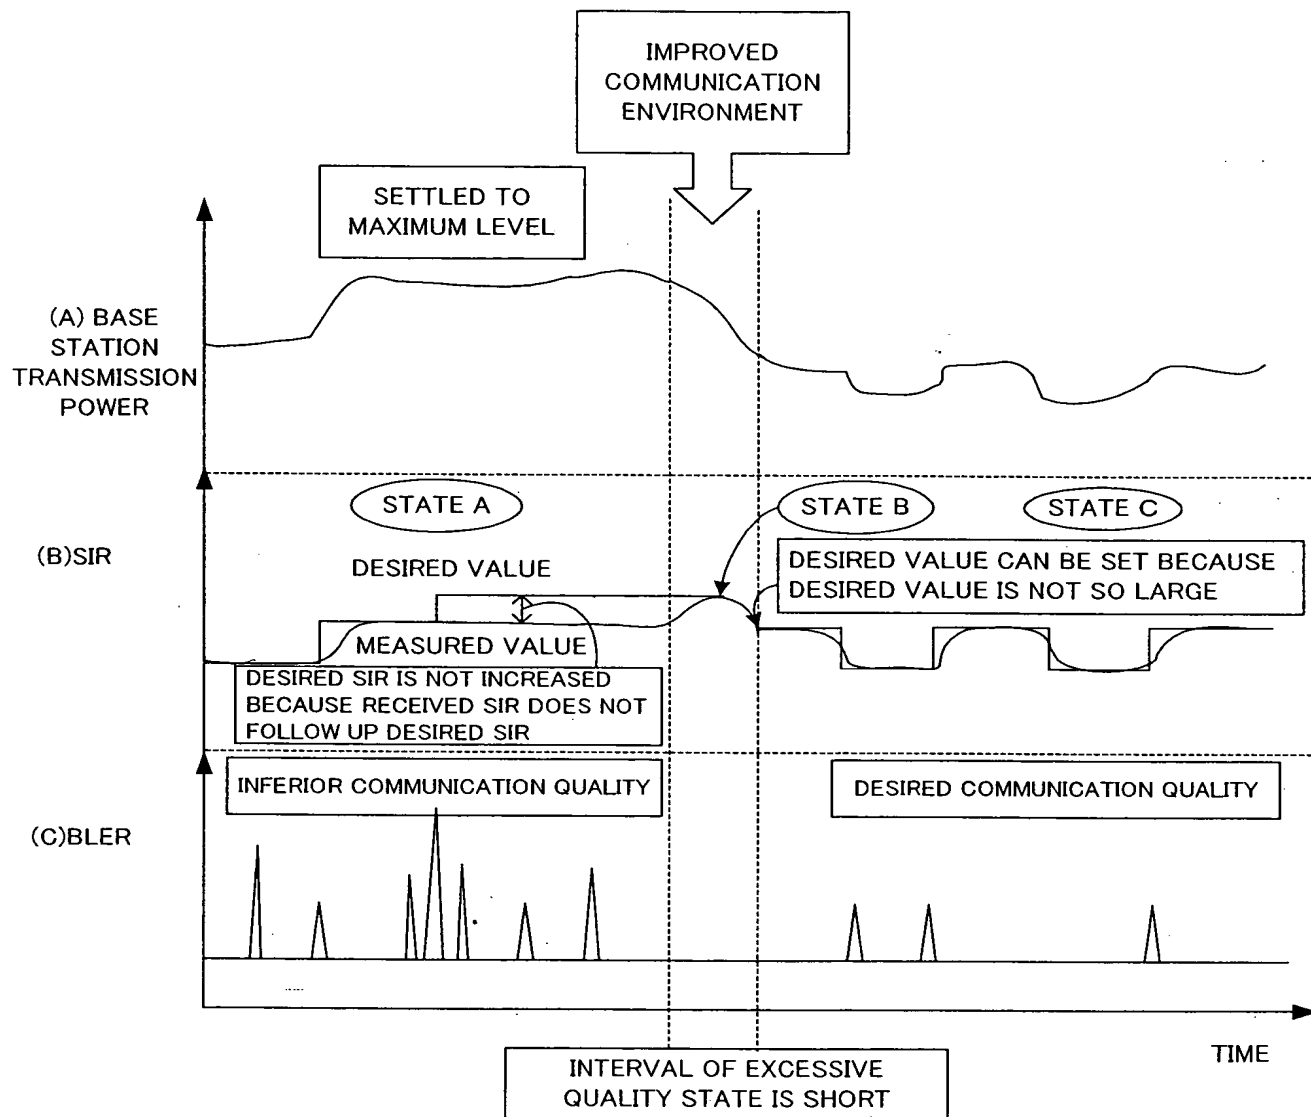 IMPROVED
COMMUNICATION
ENVIRONMENT
SETTLED TO
MAXIMUM LEVEL
(A) BASE
STATION
TRANSMISSION
POWER
STATE A
STATE B
STATE C
(B)SIR
DESIRED VALUE
DESIRED VALUE CAN BE SET BECAUSE
DESIRED VALUE IS NOT SO LARGE
MEASURED VALUE
DESIRED SIR IS NOT INCREASED
BECAUSE RECEIVED SIR DOES NOT
FOLLOW UP DESIRED SIR
INFERIOR COMMUNICATION QUALITY
DESIRED COMMUNICATION QUALITY
(C)BLER
TIME
INTERVAL OF EXCESSIVE
QUALITY STATE IS SHORT